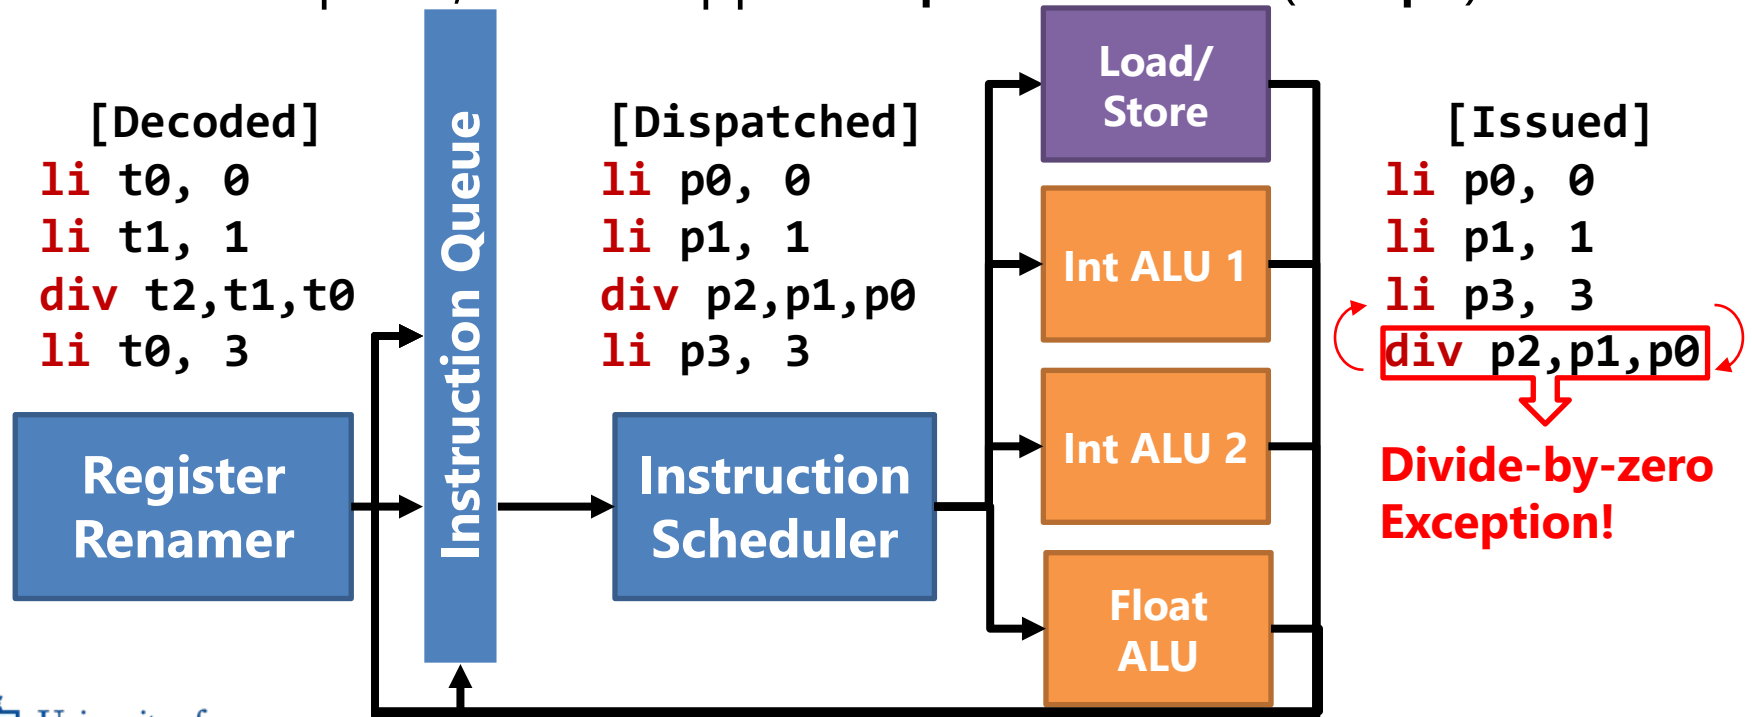 [Decoded]
li t0, 0
li t1, 1
div t2,t1,t0
li t0, 3
Register
Renamer
Instruction Queue
[Dispatched]
li p0, 0
li p1, 1
div p2,p1,p0
li p3, 3
Instruction
Scheduler
Load/
Store
Int ALU 1
Int ALU 2
Float
ALU
[Issued]
li p0, 0
li p1, 1
li p3, 3
div p2,p1,p0
Divide-by-zero
Exception!